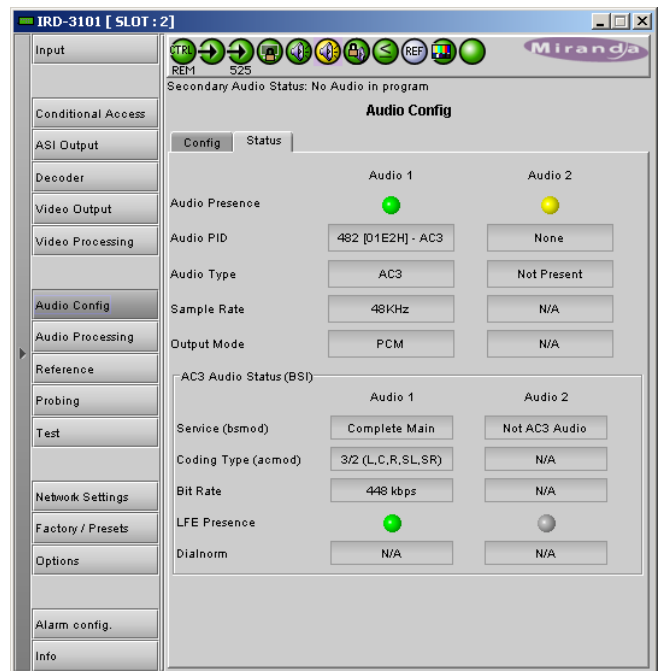 IRD-3101 [ SLOT : 2]
Input
Conditional Access
ASI Output
Decoder
Video Output
Video Processing
Audio Config
Audio Processing
Reference
Probing
Test
Network Settings
Factory / Presets
Options
Alarm config.
Info
CTRL
REF
Miranda
REM 525
Secondary Audio Status: No Audio in program
Audio Config
Config Status
Audio 1 Audio 2
Audio Presence
Audio PID 482 [01E2H] - AC3 None
Audio Type AC3 Not Present
Sample Rate 48KHz N/A
Output Mode PCM N/A
AC3 Audio Status (BSI)
Audio 1 Audio 2
Service (bsmod) Complete Main Not AC3 Audio
Coding Type (acmod) 3/2 (L,C,R,SL,SR) N/A
Bit Rate 448 kbps N/A
LFE Presence
Dialnorm N/A N/A